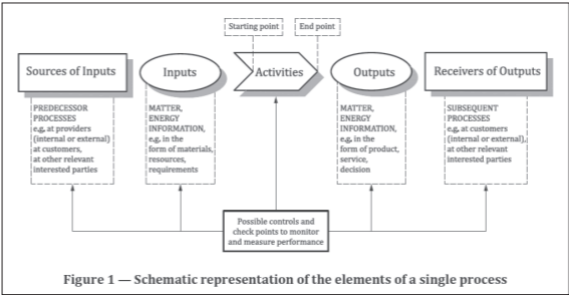 Starting point
End point
Sources of Inputs
Inputs
Activities
Outputs
Receivers of Outputs
PREDECESSOR
PROCESSES
e.g. at providers
(internal or external)
at customers,
at other relevant
interested parties
MATTER,
ENERGY
INFORMATION,
e.g. in the
form of materials,
resources,
requirements
MATTER,
ENERGY
INFORMATION,
e.g. in the
form of product,
service,
decision
SUBSEQUENT
PROCESSES
e.g. at customers
(internal or external),
at other relevant
interested parties
Possible controls and
check points to monitor
and measure performance
Figure 1 — Schematic representation of the elements of a single process